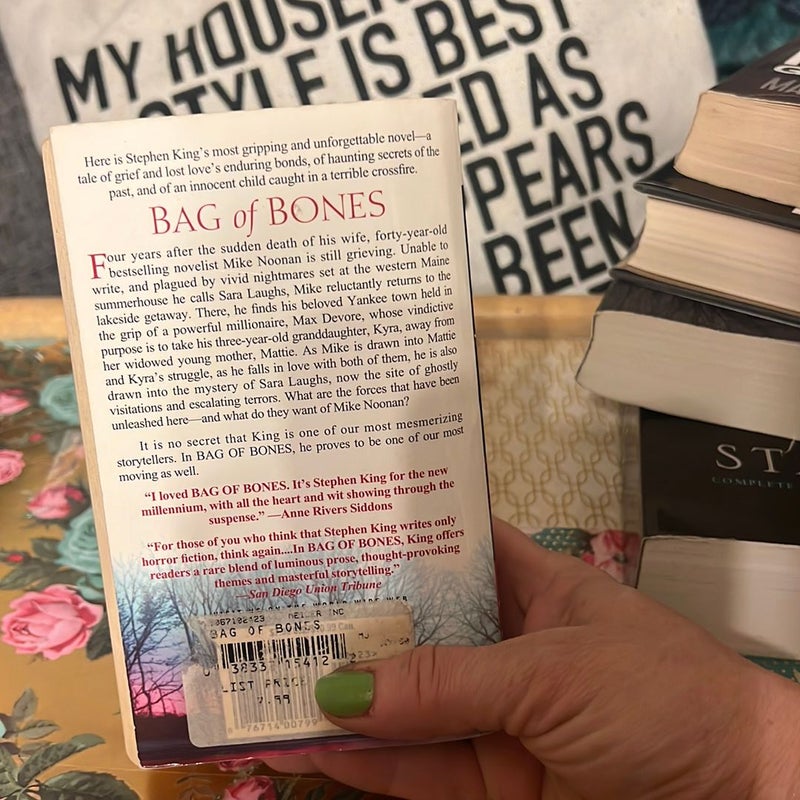 MY HOUSE
STYLE IS BEST
ED AS
PPEARS
BEEN
Here is Stephen King's most gripping and unforgettable novel—a
tale of grief and lost love's enduring bonds, of haunting secrets of the
past, and of an innocent child caught in a terrible crossfire.
BAG of BONES
Four years after the sudden death of his wife, forty-year-old
bestselling novelist Mike Noonan is still grieving. Unable to
write, and plagued by vivid nightmares set at the western Maine
summerhouse he calls Sara Laughs, Mike reluctantly returns to the
lakeside getaway. There, he finds his beloved Yankee town held in
the grip of a powerful millionaire, Max Devore, whose vindictive
purpose is to take his three-year-old granddaughter, Kyra, away from
her widowed young mother, Mattie. As Mike is drawn into Mattie
and Kyra's struggle, as he falls in love with both of them, he is also
drawn into the mystery of Sara Laughs, now the site of ghostly
visitations and escalating terrors. What are the forces that have been
unleashed here—and what do they want of Mike Noonan?
It is no secret that King is one of our most mesmerizing
storytellers. In BAG OF BONES, he proves to be one of our most
moving as well.
“I loved BAG OF BONES. It's Stephen King for the new
millennium, with all the heart and wit showing through the
suspense.” —Anne Rivers Siddons
“For those of you who think that Stephen King writes only
horror fiction, think again....In BAG OF BONES, King offers
readers a rare blend of luminous prose, thought-provoking
themes and masterful storytelling.”
—San Diego Union Tribune
BAG OF BONES
15412
LIST PRICE
7.99
76714 00799
ST
COMPLETE